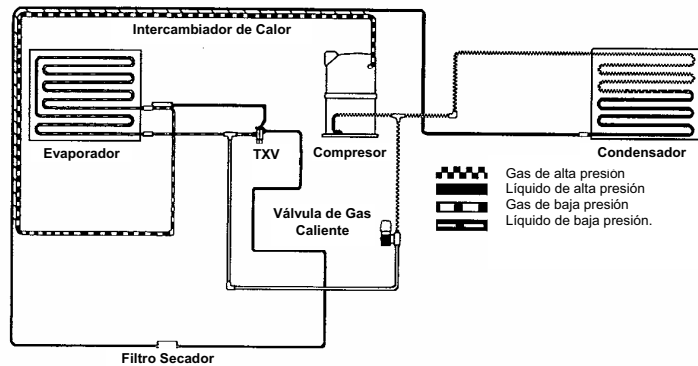 Intercambiador de Calor
Evaporador
TXV
Compresor
Condensador
Gas de alta presion
Líquido de alta presión
Gas de baja presión
Líquido de baja presión.
Válvula de Gas
Caliente
Filtro Secador